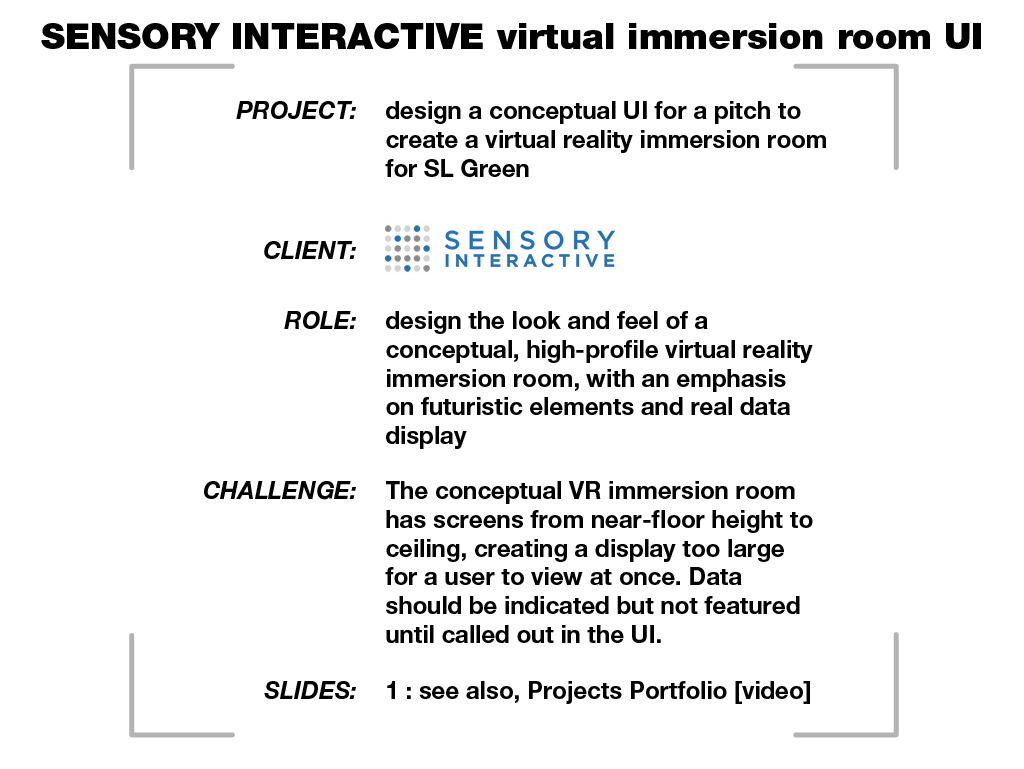 SENSORY INTERACTIVE virtual immersion room UI
PROJECT: design a conceptual UI for a pitch to
create a virtual reality immersion room
for SL Green
CLIENT: SENSORY
INTERACTIVE
ROLE: design the look and feel of a
conceptual, high-profile virtual reality
immersion room, with an emphasis
on futuristic elements and real data
display
CHALLENGE: The conceptual VR immersion room
has screens from near-floor height to
ceiling, creating a display too large
for a user to view at once. Data
should be indicated but not featured
until called out in the UI.
SLIDES: 1 : see also, Projects Portfolio [video]